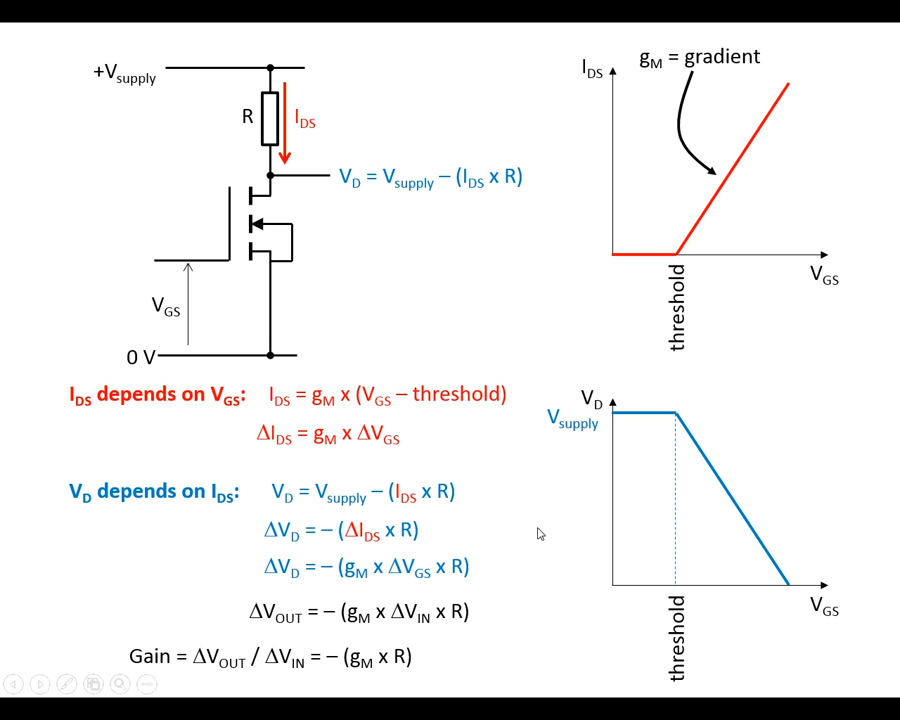 +Vsupply
R
IDS
VD = Vsupply – (IDS x R)
VGS
0 V
IDS
gM = gradient
threshold
VGS
IDS depends on VGS: IDS = gM x (VGS – threshold)
ΔIDS = gM x ΔVGS
VD depends on IDS: VD = Vsupply – (IDS x R)
ΔVD = – (ΔIDS x R)
ΔVD = – (gM x ΔVGS x R)
ΔVOUT = – (gM x ΔVIN x R)
Gain = ΔVOUT / ΔVIN = – (gM x R)
VD
Vsupply
threshold
VGS